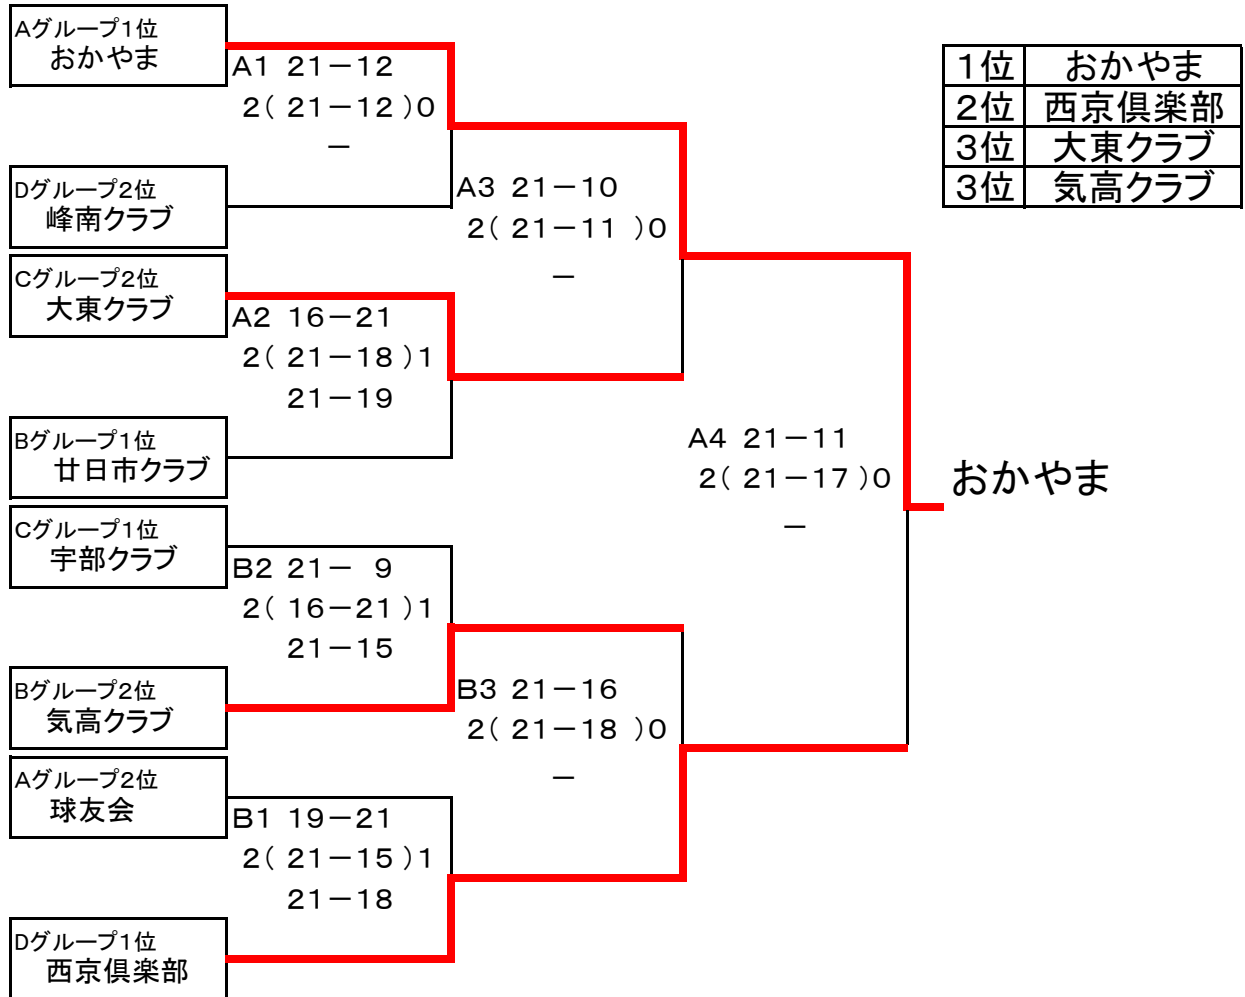 Aグループ1位
おかやま
A1 21－12
2( 21－12 )0
－
Dグループ2位
峰南クラブ
Cグループ2位
大東クラブ
A2 16－21
2( 21－18 )1
21－19
Bグループ1位
廿日市クラブ
A3 21－10
2( 21－11 )0
－
Cグループ1位
宇部クラブ
B2 21－ 9
2( 16－21 )1
21－15
Bグループ2位
気高クラブ
Aグループ2位
球友会
B1 19－21
2( 21－15 )1
21－18
Dグループ1位
西京倶楽部
B3 21－16
2( 21－18 )0
－
A4 21－11
2( 21－17 )0
－
おかやま
1位 おかやま
2位 西京倶楽部
3位 大東クラブ
3位 気高クラブ